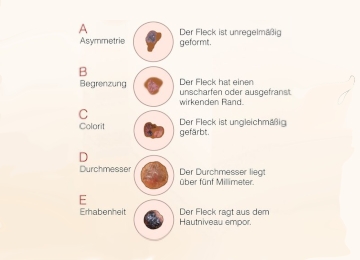 A
Asymmetrie
Der Fleck ist unregelmäßig
geformt.
B
Begrenzung
Der Fleck hat einen
unscharfen oder ausgefranst
wirkenden Rand.
C
Colorit
Der Fleck ist ungleichmäßig
gefärbt.
D
Durchmesser
Der Durchmesser liegt
über fünf Millimeter.
E
Erhabenheit
Der Fleck ragt aus dem
Hautniveau empor.